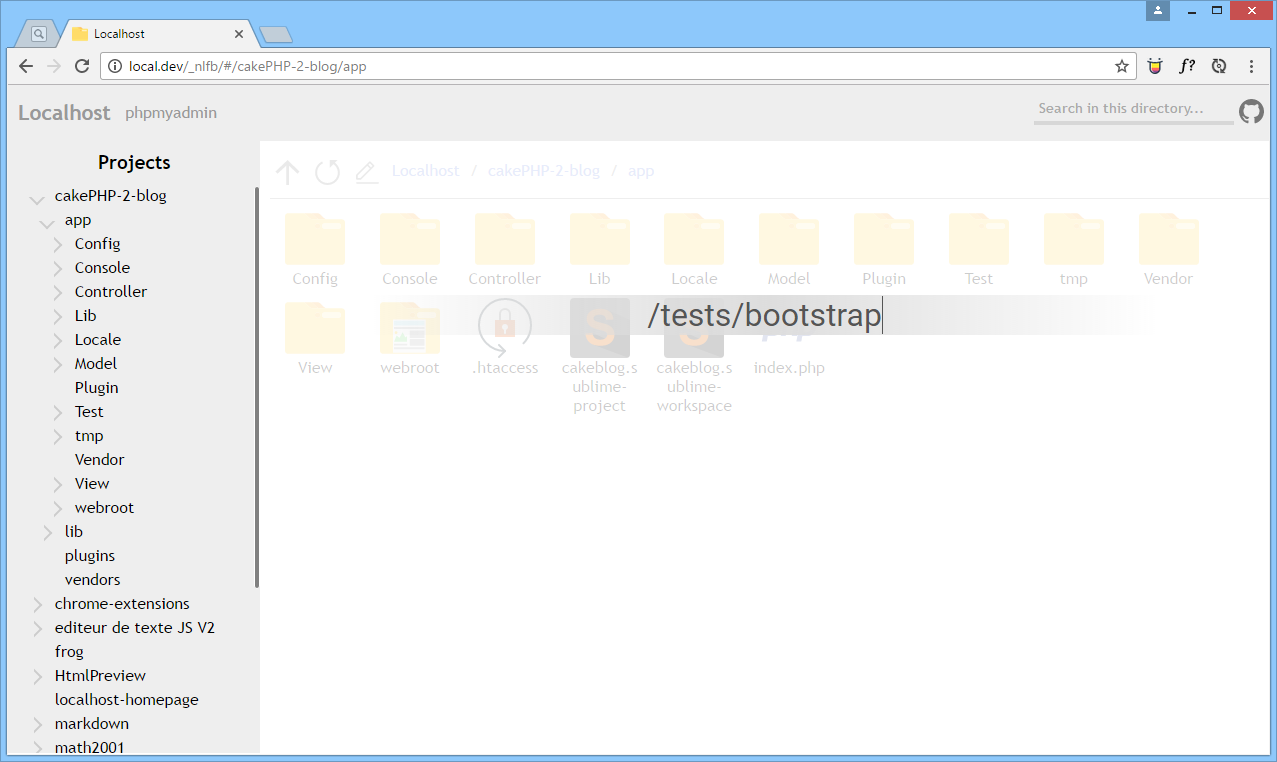 Localhost
local.dev/_nlfb/#/cakePHP-2-blog/app
f?
Localhost phpmyadmin
Search in this directory...
Projects
cakePHP-2-blog
app
Config
Console
Controller
Lib
Locale
Model
Plugin
Test
tmp
Vendor
View
webroot
lib
plugins
vendors
chrome-extensions
editeur de texte JS V2
frog
HtmlPreview
localhost-homepage
markdown
math2001
Localhost / cakePHP-2-blog / app
Config Console Controller Lib Locale Model Plugin Test tmp Vendor
/tests/bootstrap
View webroot .htaccess cakeblog.s cakeblog.s index.php
ublime- ublime-
project workspace